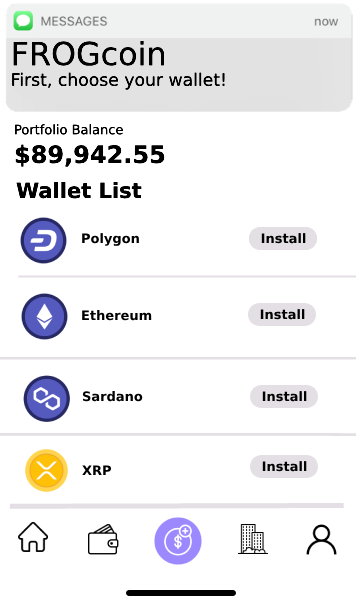 MESSAGES now
FROGcoin
First, choose your wallet!
Portfolio Balance
$89,942.55
Wallet List
Polygon Install
Ethereum Install
Sardano Install
XRP Install